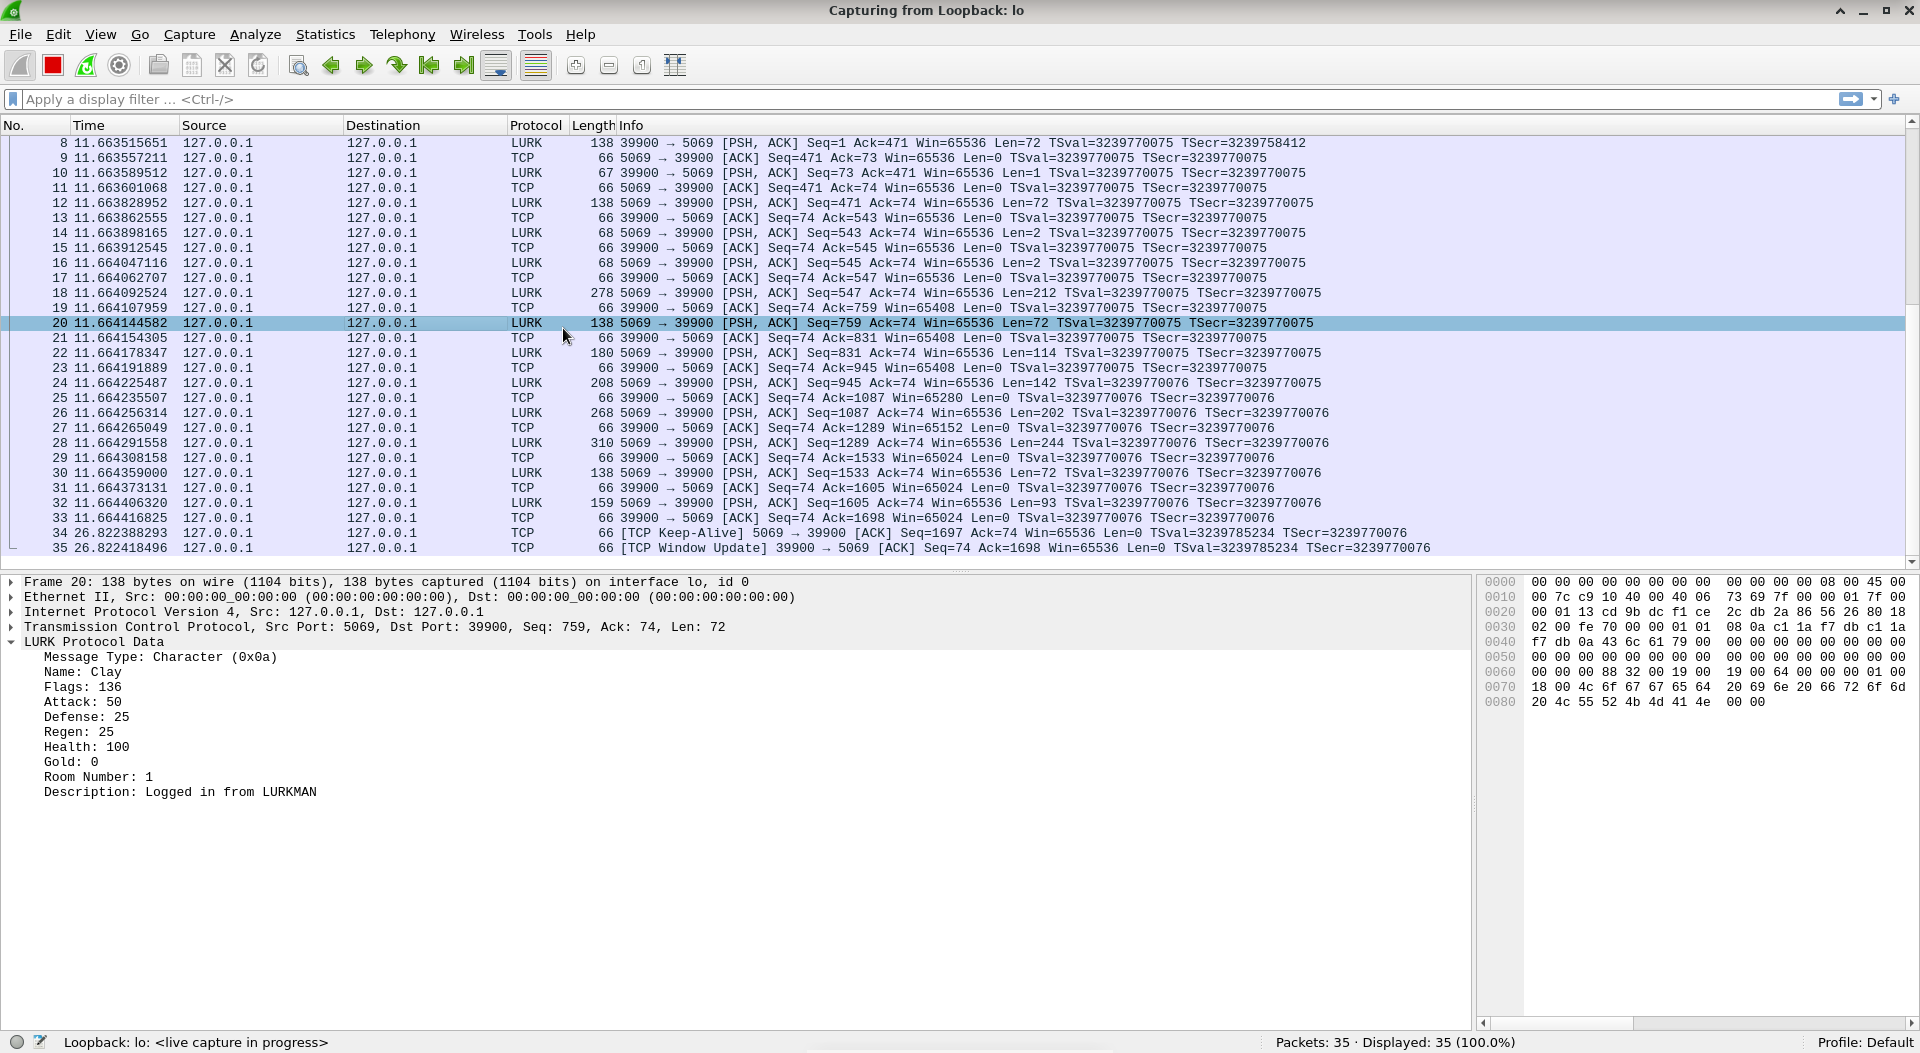 Capturing from Loopback: lo
File Edit View Go Capture Analyze Statistics Telephony Wireless Tools Help
Apply a display filter … <Ctrl-/>
No. Time Source Destination Protocol Length Info
8 11.663515651 127.0.0.1 127.0.0.1 LURK 138 39900 → 5069 [PSH, ACK] Seq=1 Ack=471 Win=65536 Len=72 TSval=3239770075 TSecr=3239758412
9 11.663557211 127.0.0.1 127.0.0.1 TCP 66 5069 → 39900 [ACK] Seq=471 Ack=73 Win=65536 Len=0 TSval=3239770075 TSecr=3239770075
10 11.663589512 127.0.0.1 127.0.0.1 LURK 67 39900 → 5069 [PSH, ACK] Seq=73 Ack=471 Win=65536 Len=1 TSval=3239770075 TSecr=3239770075
11 11.663601068 127.0.0.1 127.0.0.1 TCP 66 5069 → 39900 [ACK] Seq=471 Ack=74 Win=65536 Len=0 TSval=3239770075 TSecr=3239770075
12 11.663828952 127.0.0.1 127.0.0.1 LURK 138 5069 → 39900 [PSH, ACK] Seq=471 Ack=74 Win=65536 Len=72 TSval=3239770075 TSecr=3239770075
13 11.663862555 127.0.0.1 127.0.0.1 TCP 66 39900 → 5069 [ACK] Seq=74 Ack=543 Win=65536 Len=0 TSval=3239770075 TSecr=3239770075
14 11.663898165 127.0.0.1 127.0.0.1 LURK 68 5069 → 39900 [PSH, ACK] Seq=543 Ack=74 Win=65536 Len=2 TSval=3239770075 TSecr=3239770075
15 11.663912545 127.0.0.1 127.0.0.1 TCP 66 39900 → 5069 [ACK] Seq=74 Ack=545 Win=65536 Len=0 TSval=3239770075 TSecr=3239770075
16 11.664047116 127.0.0.1 127.0.0.1 LURK 68 5069 → 39900 [PSH, ACK] Seq=545 Ack=74 Win=65536 Len=2 TSval=3239770075 TSecr=3239770075
17 11.664062707 127.0.0.1 127.0.0.1 TCP 66 39900 → 5069 [ACK] Seq=74 Ack=547 Win=65536 Len=0 TSval=3239770075 TSecr=3239770075
18 11.664092524 127.0.0.1 127.0.0.1 LURK 278 5069 → 39900 [PSH, ACK] Seq=547 Ack=74 Win=65536 Len=212 TSval=3239770075 TSecr=3239770075
19 11.664107959 127.0.0.1 127.0.0.1 TCP 66 39900 → 5069 [ACK] Seq=74 Ack=759 Win=65408 Len=0 TSval=3239770075 TSecr=3239770075
20 11.664144582 127.0.0.1 127.0.0.1 LURK 138 5069 → 39900 [PSH, ACK] Seq=759 Ack=74 Win=65536 Len=72 TSval=3239770075 TSecr=3239770075
21 11.664154305 127.0.0.1 127.0.0.1 TCP 66 39900 → 5069 [ACK] Seq=74 Ack=831 Win=65408 Len=0 TSval=3239770075 TSecr=3239770075
22 11.664178347 127.0.0.1 127.0.0.1 LURK 180 5069 → 39900 [PSH, ACK] Seq=831 Ack=74 Win=65536 Len=114 TSval=3239770075 TSecr=3239770075
23 11.664191889 127.0.0.1 127.0.0.1 TCP 66 39900 → 5069 [ACK] Seq=74 Ack=945 Win=65408 Len=0 TSval=3239770075 TSecr=3239770075
24 11.664225487 127.0.0.1 127.0.0.1 LURK 208 5069 → 39900 [PSH, ACK] Seq=945 Ack=74 Win=65536 Len=142 TSval=3239770076 TSecr=3239770075
25 11.664235507 127.0.0.1 127.0.0.1 TCP 66 39900 → 5069 [ACK] Seq=74 Ack=1087 Win=65280 Len=0 TSval=3239770076 TSecr=3239770076
26 11.664256314 127.0.0.1 127.0.0.1 LURK 268 5069 → 39900 [PSH, ACK] Seq=1087 Ack=74 Win=65536 Len=202 TSval=3239770076 TSecr=3239770076
27 11.664265049 127.0.0.1 127.0.0.1 TCP 66 39900 → 5069 [ACK] Seq=74 Ack=1289 Win=65152 Len=0 TSval=3239770076 TSecr=3239770076
28 11.664291558 127.0.0.1 127.0.0.1 LURK 310 5069 → 39900 [PSH, ACK] Seq=1289 Ack=74 Win=65536 Len=244 TSval=3239770076 TSecr=3239770076
29 11.664308158 127.0.0.1 127.0.0.1 TCP 66 39900 → 5069 [ACK] Seq=74 Ack=1533 Win=65024 Len=0 TSval=3239770076 TSecr=3239770076
30 11.664359000 127.0.0.1 127.0.0.1 LURK 138 5069 → 39900 [PSH, ACK] Seq=1533 Ack=74 Win=65536 Len=72 TSval=3239770076 TSecr=3239770076
31 11.664373131 127.0.0.1 127.0.0.1 TCP 66 39900 → 5069 [ACK] Seq=74 Ack=1605 Win=65024 Len=0 TSval=3239770076 TSecr=3239770076
32 11.664406320 127.0.0.1 127.0.0.1 LURK 159 5069 → 39900 [PSH, ACK] Seq=1605 Ack=74 Win=65536 Len=93 TSval=3239770076 TSecr=3239770076
33 11.664416825 127.0.0.1 127.0.0.1 TCP 66 39900 → 5069 [ACK] Seq=74 Ack=1698 Win=65024 Len=0 TSval=3239770076 TSecr=3239770076
34 26.822388293 127.0.0.1 127.0.0.1 TCP 66 [TCP Keep-Alive] 5069 → 39900 [ACK] Seq=1697 Ack=74 Win=65536 Len=0 TSval=3239785234 TSecr=3239770076
35 26.822418496 127.0.0.1 127.0.0.1 TCP 66 [TCP Window Update] 39900 → 5069 [ACK] Seq=74 Ack=1698 Win=65536 Len=0 TSval=3239785234 TSecr=3239770076
Frame 20: 138 bytes on wire (1104 bits), 138 bytes captured (1104 bits) on interface lo, id 0
Ethernet II, Src: 00:00:00_00:00:00 (00:00:00:00:00:00), Dst: 00:00:00_00:00:00 (00:00:00:00:00:00)
Internet Protocol Version 4, Src: 127.0.0.1, Dst: 127.0.0.1
Transmission Control Protocol, Src Port: 5069, Dst Port: 39900, Seq: 759, Ack: 74, Len: 72
LURK Protocol Data
Message Type: Character (0x0a)
Name: Clay
Flags: 136
Attack: 50
Defense: 25
Regen: 25
Health: 100
Gold: 0
Room Number: 1
Description: Logged in from LURKMAN
0000 00 00 00 00 00 00 00 00 00 00 00 00 08 00 45 00
0010 00 7c c9 10 40 00 40 06 73 69 7f 00 00 01 7f 00
0020 00 01 13 cd 9b dc f1 ce 2c db 2a 86 56 26 80 18
0030 02 00 fe 70 00 00 01 01 08 0a c1 1a f7 db c1 1a
0040 f7 db 0a 43 6c 61 79 00 00 00 00 00 00 00 00 00
0050 00 00 00 00 00 00 00 00 00 00 00 00 00 00 00 00
0060 00 00 00 88 32 00 19 00 19 00 64 00 00 00 01 00
0070 18 00 4c 6f 67 67 65 64 20 69 6e 20 66 72 6f 6d
0080 20 4c 55 52 4b 4d 41 4e 00 00
Loopback: lo: <live capture in progress>
Packets: 35 · Displayed: 35 (100.0%)
Profile: Default